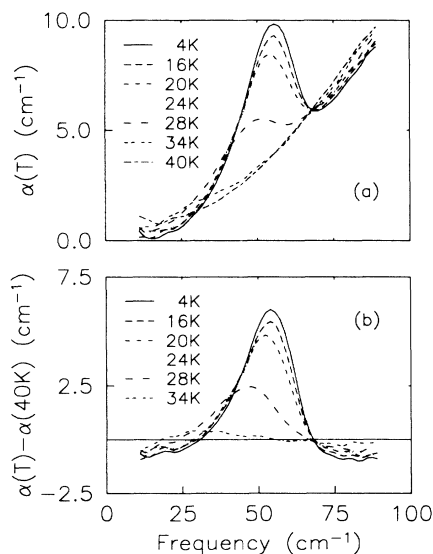 10.0
5.0
0.0
α(T) (cm⁻¹)
4K
16K
20K
24K
28K
34K
40K
(a)
7.5
2.5
-2.5
α(T)-α(40K) (cm⁻¹)
4K
16K
20K
24K
28K
34K
(b)
0 25 50 75 100
Frequency (cm⁻¹)